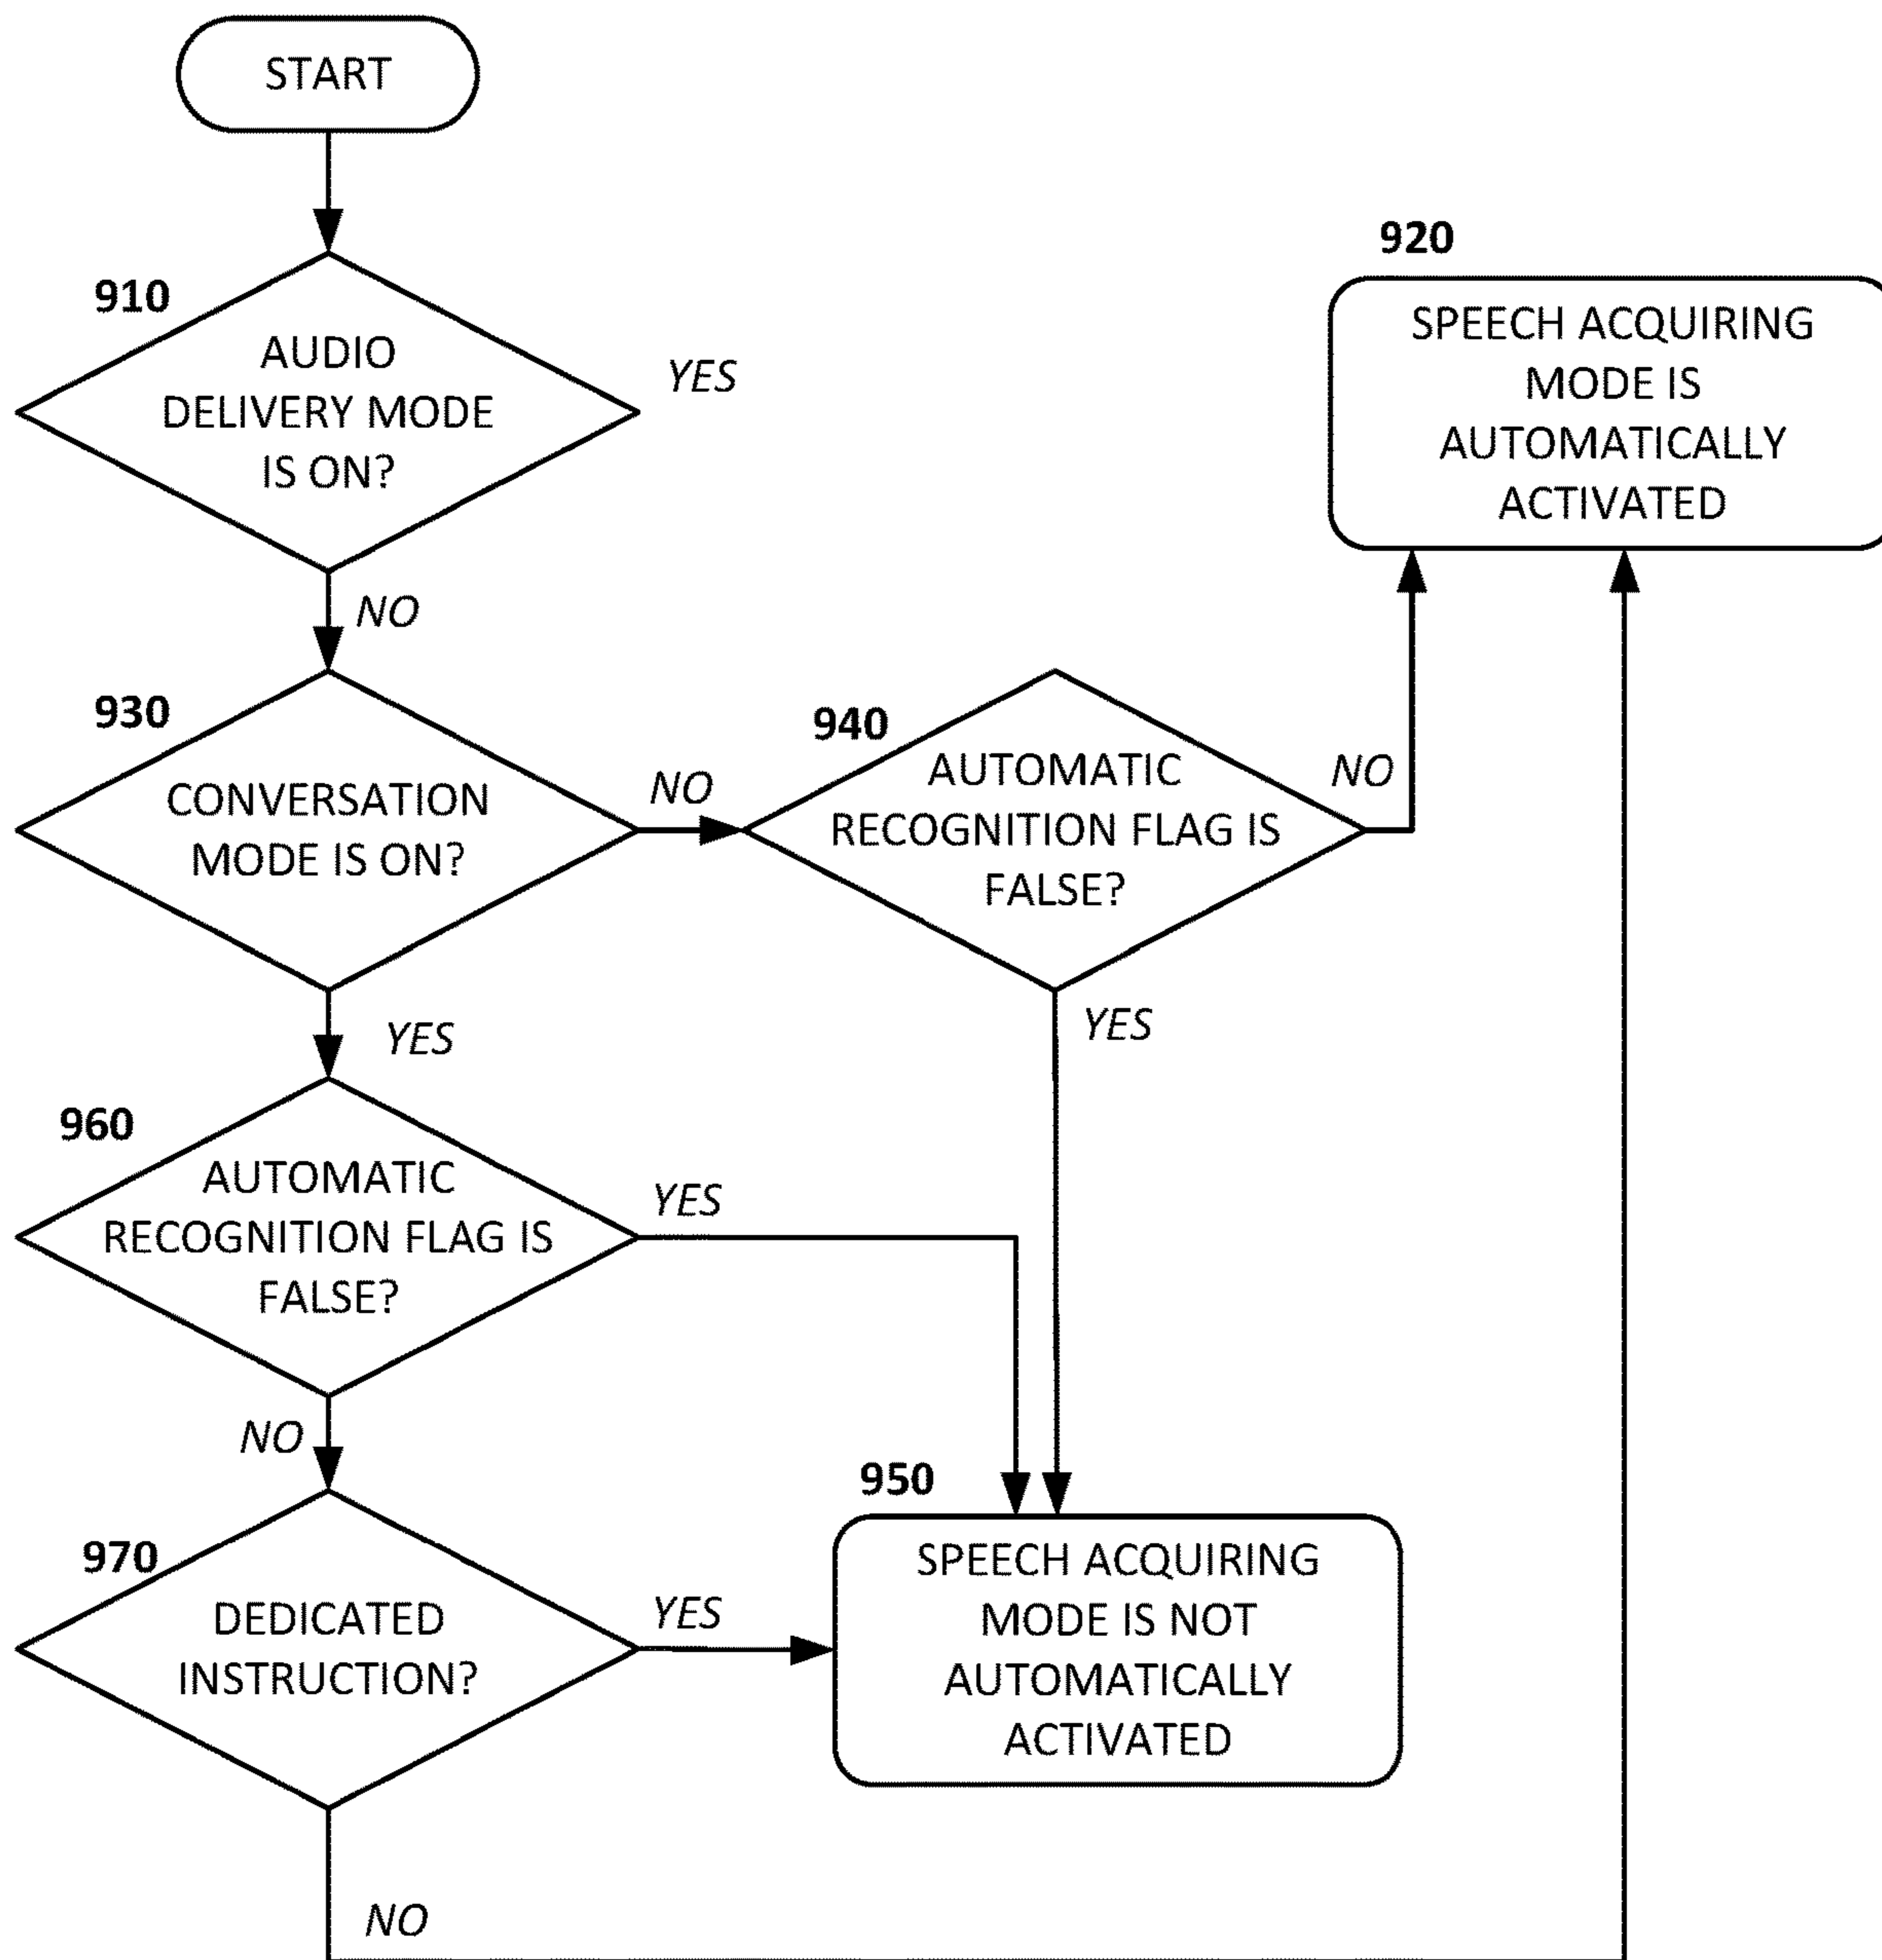 START
910
AUDIO
DELIVERY MODE
IS ON?
YES
NO
920
SPEECH ACQUIRING
MODE IS
AUTOMATICALLY
ACTIVATED
930
CONVERSATION
MODE IS ON?
NO
YES
940
AUTOMATIC
RECOGNITION FLAG IS
FALSE?
NO
YES
960
AUTOMATIC
RECOGNITION FLAG IS
FALSE?
YES
NO
950
SPEECH ACQUIRING
MODE IS NOT
AUTOMATICALLY
ACTIVATED
970
DEDICATED
INSTRUCTION?
YES
NO